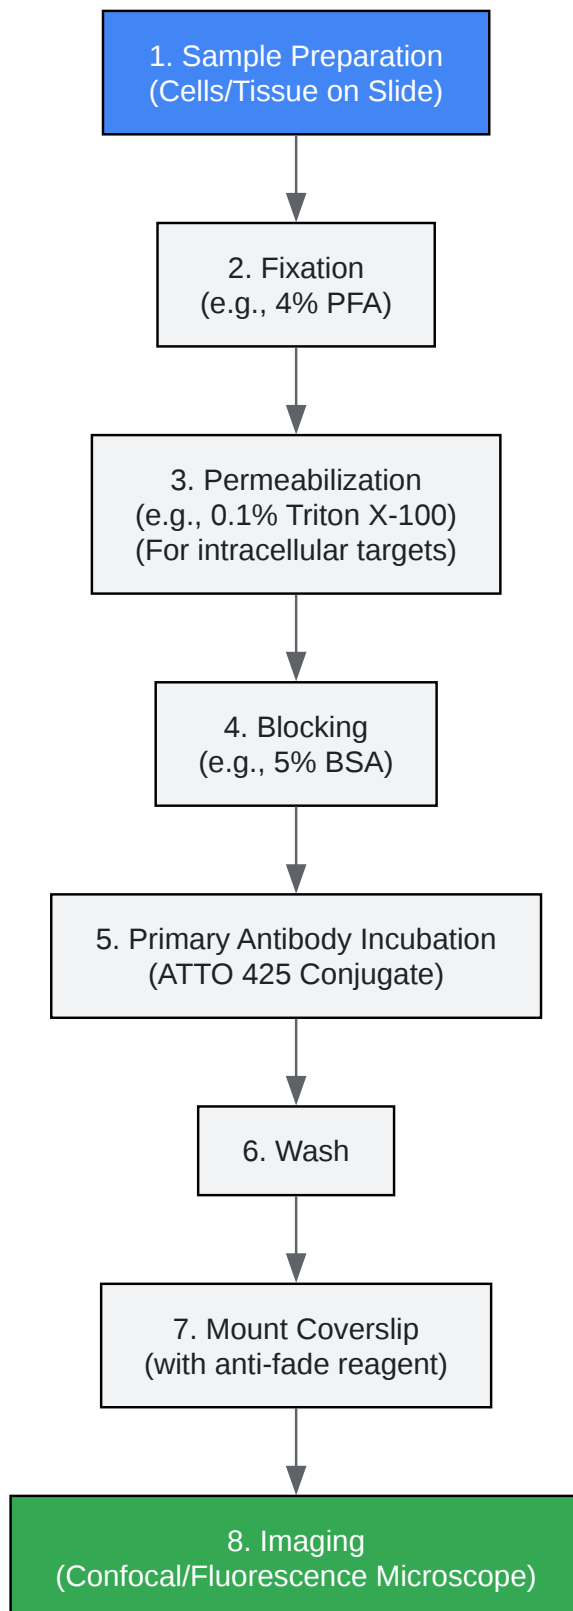 1. Sample Preparation
(Cells/Tissue on Slide)
2. Fixation
(e.g., 4% PFA)
3. Permeabilization
(e.g., 0.1% Triton X-100)
(For intracellular targets)
4. Blocking
(e.g., 5% BSA)
5. Primary Antibody Incubation
(ATTO 425 Conjugate)
6. Wash
7. Mount Coverslip
(with anti-fade reagent)
8. Imaging
(Confocal/Fluorescence Microscope)